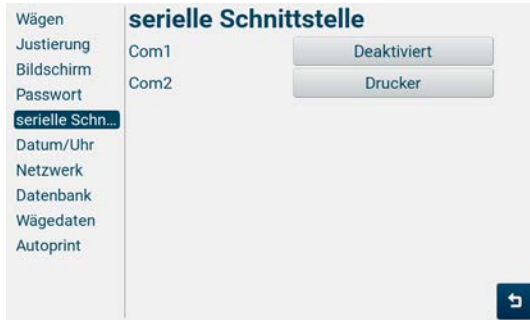 Wägen
Justierung
Bildschirm
Passwort
serielle Schn...
Datum/Uhr
Netzwerk
Datenbank
Wägedaten
Autoprint
serielle Schnittstelle
Com1 Deaktiviert
Com2 Drucker